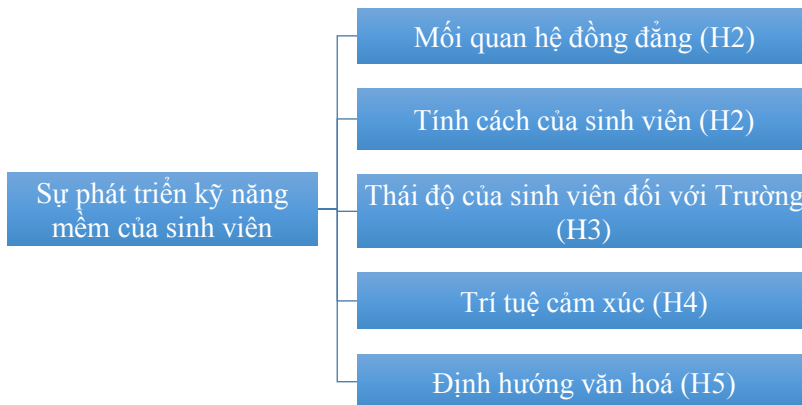 Mối quan hệ đồng đẳng (H2)
Tính cách của sinh viên (H2)
Sự phát triển kỹ năng
mềm của sinh viên
Thái độ của sinh viên đối với Trường
(H3)
Trí tuệ cảm xúc (H4)
Định hướng văn hoá (H5)